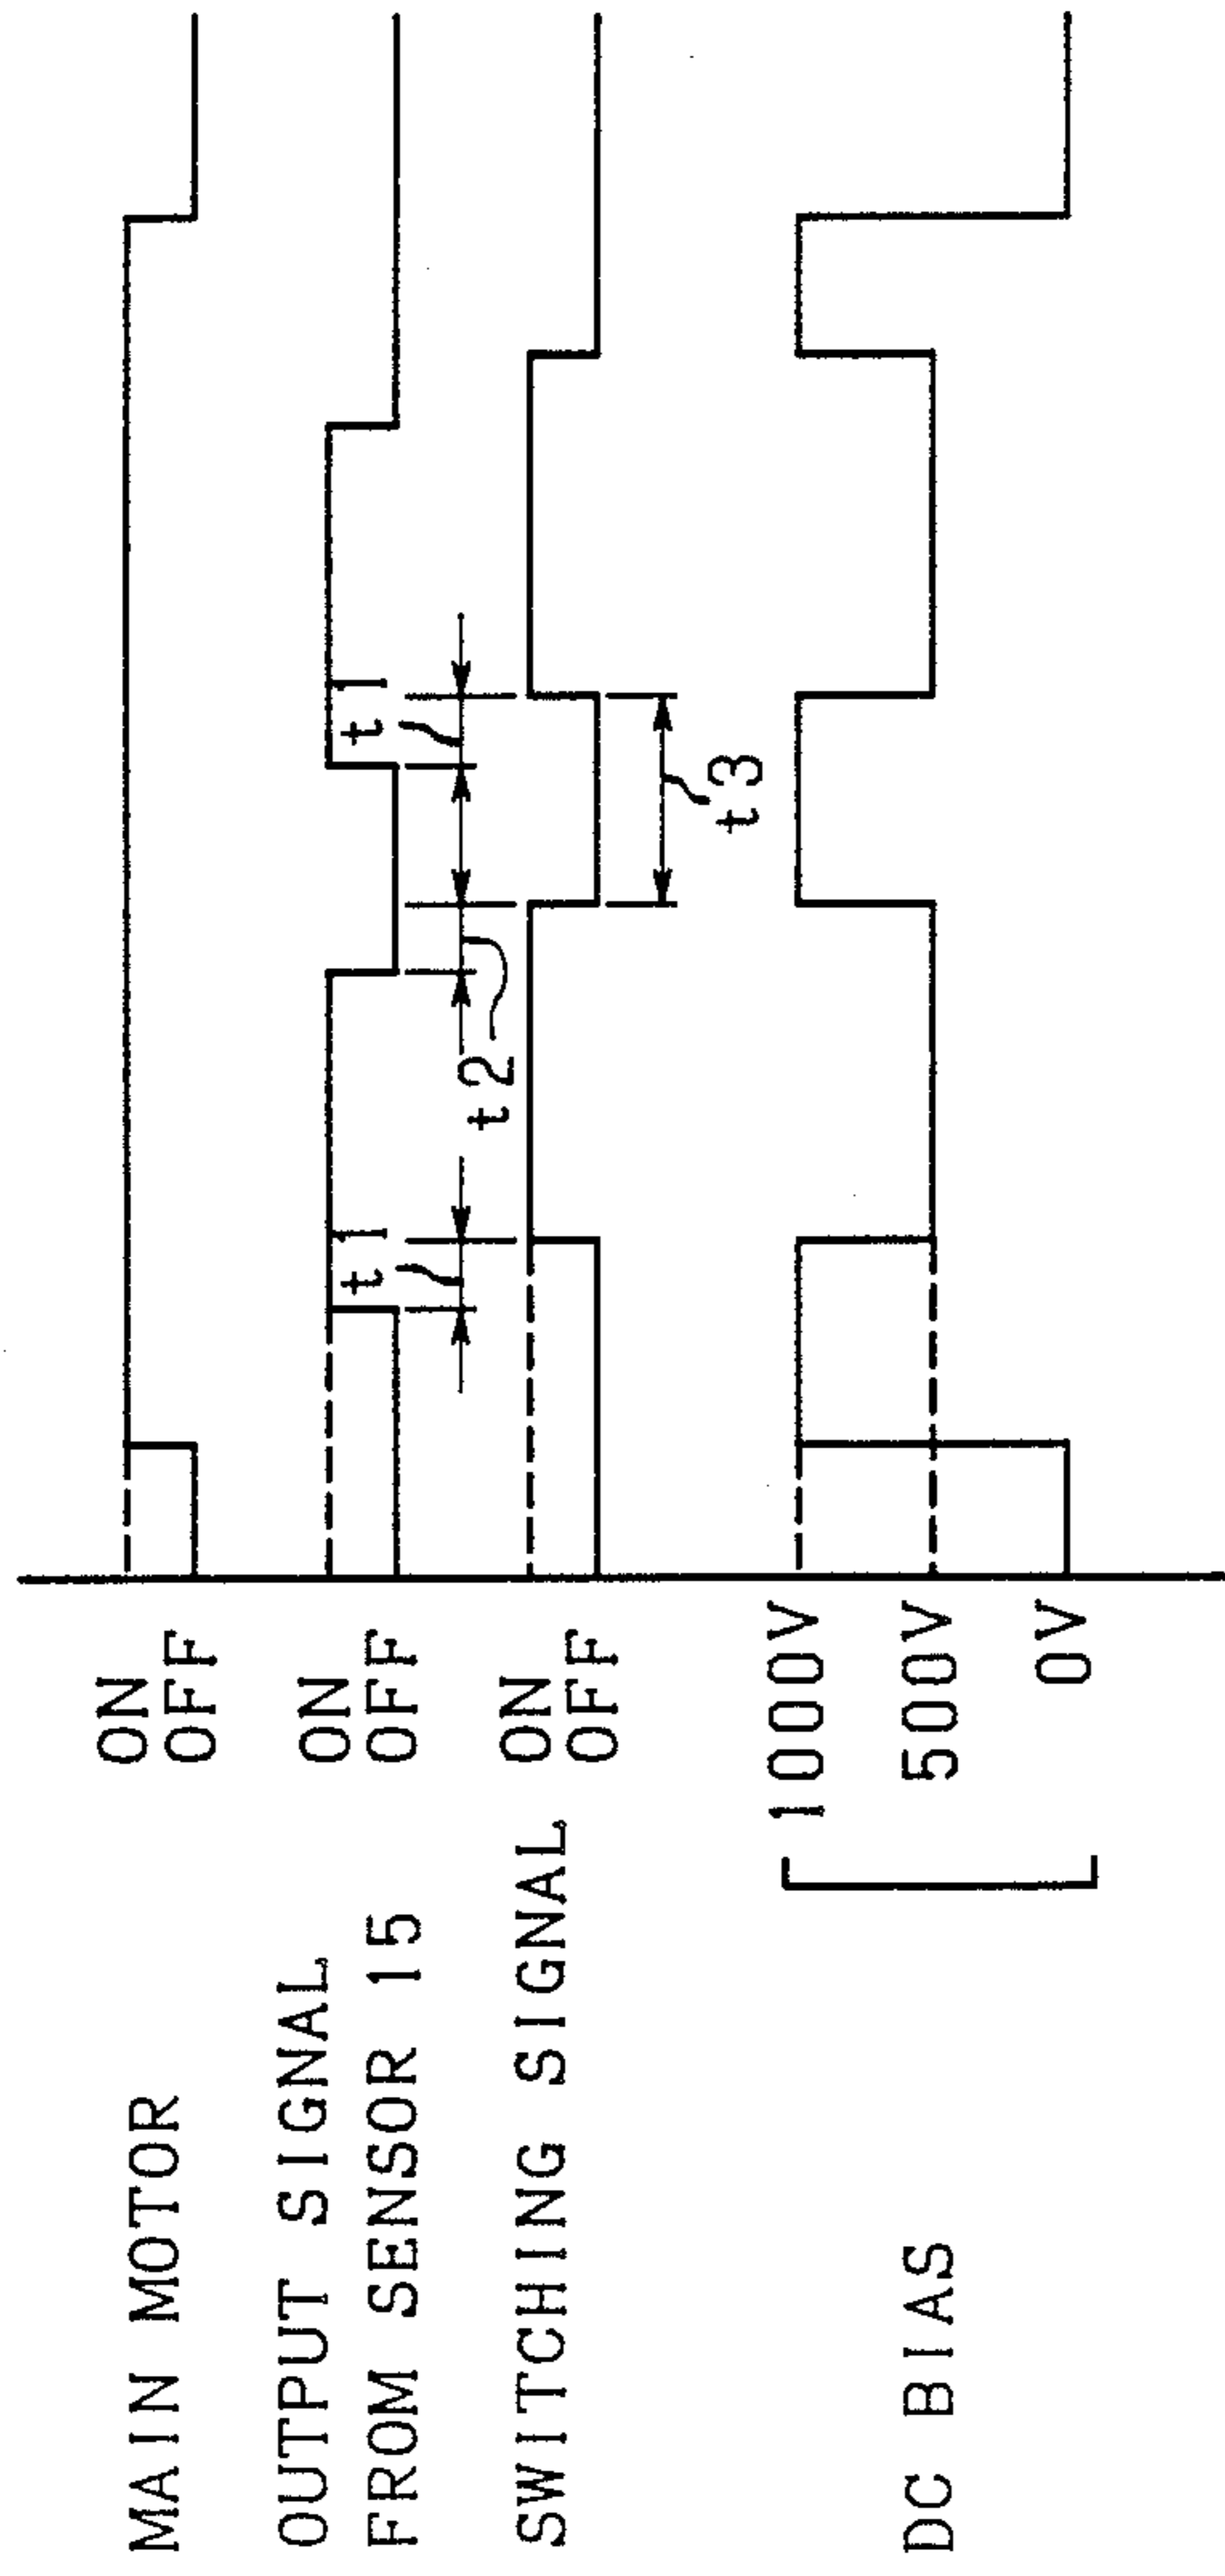 MAIN MOTOR
ON
OFF
OUTPUT SIGNAL
FROM SENSOR 15
ON
OFF
t1
t2
t1
SWITCHING SIGNAL
ON
OFF
t3
DC BIAS
1000V
500V
0V